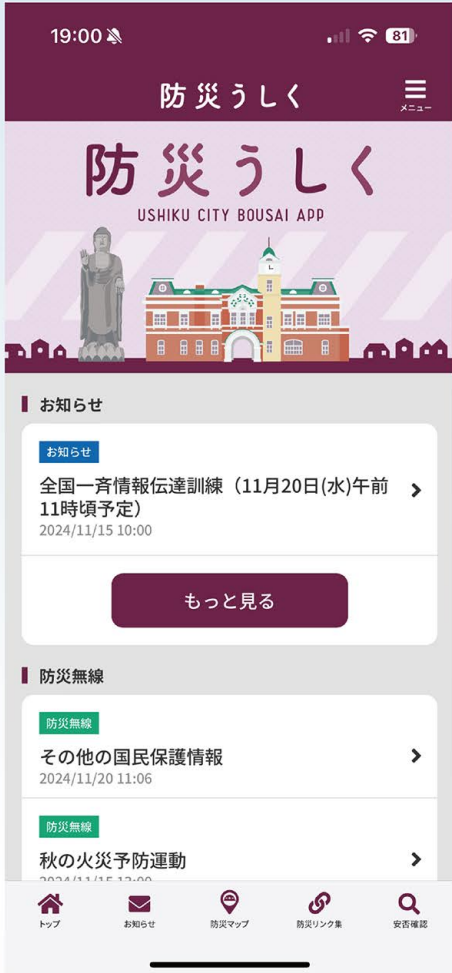 19:00
81
防災うしく
メニュー
防災うしく
USHIKU CITY BOUSAI APP
お知らせ
お知らせ
全国一斉情報伝達訓練（11月20日(水)午前
11時頃予定）
2024/11/15 10:00
もっと見る
防災無線
防災無線
その他の国民保護情報
2024/11/20 11:06
防災無線
秋の火災予防運動
トップ
お知らせ
防災マップ
防災リンク集
安否確認